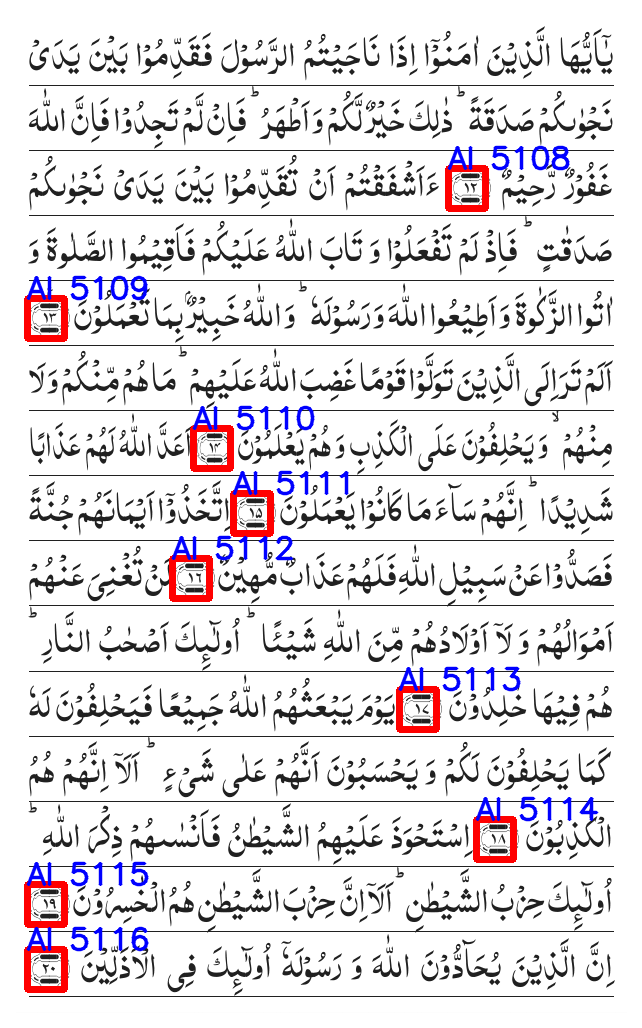 يٰٓاَيُّهَا الَّذِيْنَ اٰمَنُوْٓا اِذَا نَاجَيْتُمُ الرَّسُوْلَ فَقَدِّمُوْا بَيْنَ يَدَىْ
نَجْوٰىكُمْ صَدَقَةً ؕ ذٰلِكَ خَيْرٌ لَّكُمْ وَ اَطْهَرُ ؕ فَاِنْ لَّمْ تَجِدُوْا فَاِنَّ اللّٰهَ
غَفُوْرٌ رَّحِيْمٌ ۱۲ AI 5108 ءَاَشْفَقْتُمْ اَنْ تُقَدِّمُوْا بَيْنَ يَدَىْ نَجْوٰىكُمْ
صَدَقٰتٍ ؕ فَاِذْ لَمْ تَفْعَلُوْا وَ تَابَ اللّٰهُ عَلَيْكُمْ فَاَقِيْمُوا الصَّلٰوةَ وَ
اٰتُوا الزَّكٰوةَ وَ اَطِيْعُوا اللّٰهَ وَ رَسُوْلَهٗ ؕ وَ اللّٰهُ خَبِيْرٌۢ بِمَا تَعْمَلُوْنَ ۱۳ AI 5109
اَلَمْ تَرَ اِلَى الَّذِيْنَ تَوَلَّوْا قَوْمًا غَضِبَ اللّٰهُ عَلَيْهِمْ ؕ مَا هُمْ مِّنْكُمْ وَ لَا
مِنْهُمْ ۙ وَ يَحْلِفُوْنَ عَلَى الْكَذِبِ وَ هُمْ يَعْلَمُوْنَ ۱۴ AI 5110 اَعَدَّ اللّٰهُ لَهُمْ عَذَابًا
شَدِيْدًا ؕ اِنَّهُمْ سَآءَ مَا كَانُوْا يَعْمَلُوْنَ ۱۵ AI 5111 اِتَّخَذُوْٓا اَيْمَانَهُمْ جُنَّةً
فَصَدُّوْا عَنْ سَبِيْلِ اللّٰهِ فَلَهُمْ عَذَابٌ مُّهِيْنٌ ۱۶ AI 5112 لَنْ تُغْنِىَ عَنْهُمْ
اَمْوَالُهُمْ وَ لَاۤ اَوْلَادُهُمْ مِّنَ اللّٰهِ شَيْئًا ؕ اُولٰٓئِكَ اَصْحٰبُ النَّارِ ؕ
هُمْ فِيْهَا خٰلِدُوْنَ ۱۷ AI 5113 يَوْمَ يَبْعَثُهُمُ اللّٰهُ جَمِيْعًا فَيَحْلِفُوْنَ لَهٗ
كَمَا يَحْلِفُوْنَ لَكُمْ وَ يَحْسَبُوْنَ اَنَّهُمْ عَلٰى شَىْءٍ ؕ اَلَاۤ اِنَّهُمْ هُمُ
الْكٰذِبُوْنَ ۱۸ AI 5114 اِسْتَحْوَذَ عَلَيْهِمُ الشَّيْطٰنُ فَاَنْسٰىهُمْ ذِكْرَ اللّٰهِ ؕ
اُولٰٓئِكَ حِزْبُ الشَّيْطٰنِ ؕ اَلَاۤ اِنَّ حِزْبَ الشَّيْطٰنِ هُمُ الْخٰسِرُوْنَ ۱۹ AI 5115
اِنَّ الَّذِيْنَ يُحَآدُّوْنَ اللّٰهَ وَ رَسُوْلَهٗۤ اُولٰٓئِكَ فِى الْاَذَلِّيْنَ ۲۰ AI 5116